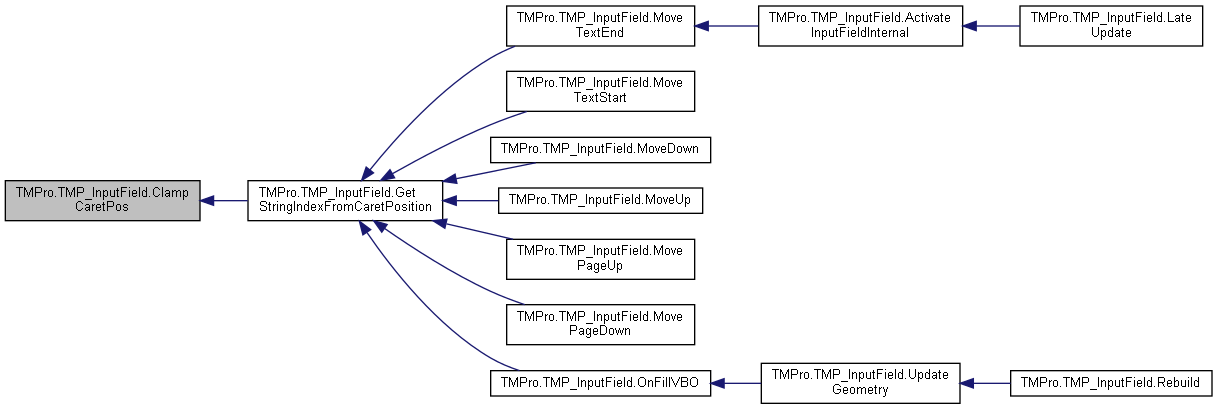 TMPro.TMP_InputField.Clamp
CaretPos
TMPro.TMP_InputField.Get
StringIndexFromCaretPosition
TMPro.TMP_InputField.Move
TextEnd
TMPro.TMP_InputField.Activate
InputFieldInternal
TMPro.TMP_InputField.Late
Update
TMPro.TMP_InputField.Move
TextStart
TMPro.TMP_InputField.MoveDown
TMPro.TMP_InputField.MoveUp
TMPro.TMP_InputField.Move
PageUp
TMPro.TMP_InputField.Move
PageDown
TMPro.TMP_InputField.OnFillVBO
TMPro.TMP_InputField.Update
Geometry
TMPro.TMP_InputField.Rebuild